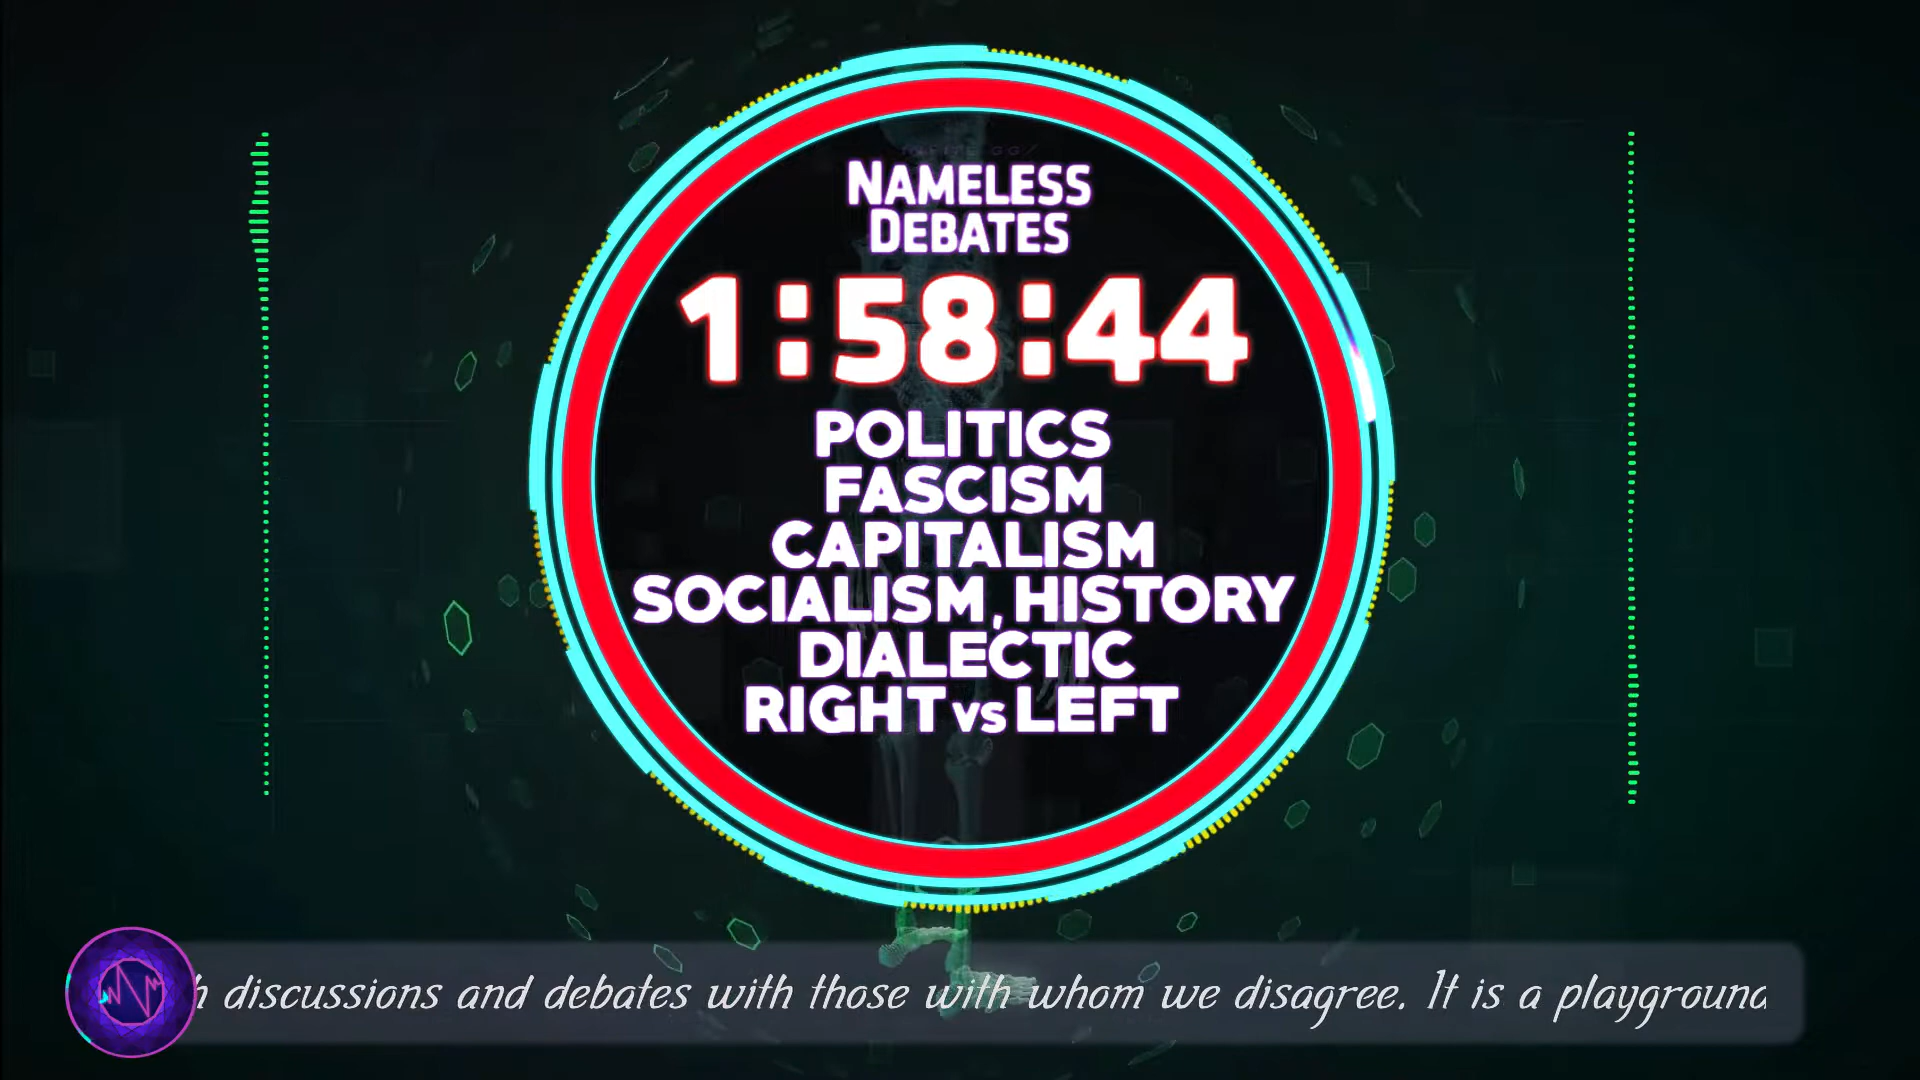 NAMELESS
DEBATES
1:58:44
POLITICS
FASCISM
CAPITALISM
SOCIALISM, HISTORY
DIALECTIC
RIGHT VS LEFT
discussions and debates with those with whom we disagree. It is a playground